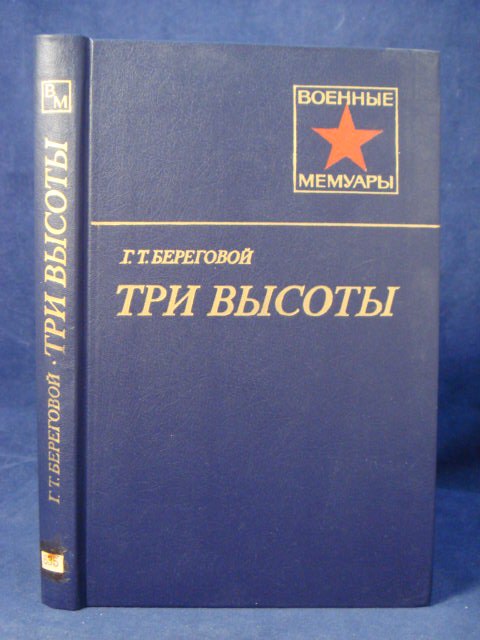 ВМ
Г. Т. БЕРЕГОВОЙ · ТРИ ВЫСОТЫ
ВОЕННЫЕ
МЕМУАРЫ
Г. Т. БЕРЕГОВОЙ
ТРИ ВЫСОТЫ